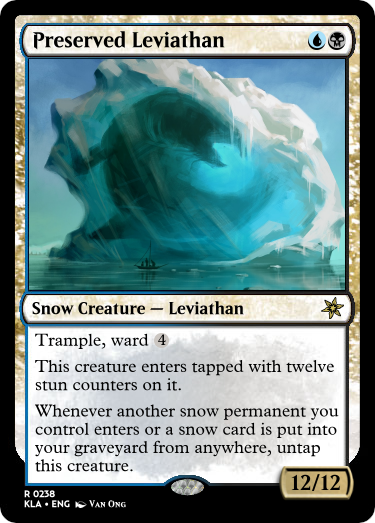 Preserved Leviathan
Snow Creature — Leviathan
Trample, ward 4
This creature enters tapped with twelve
stun counters on it.
Whenever another snow permanent you
control enters or a snow card is put into
your graveyard from anywhere, untap
this creature.
12/12
R 0238
KLA • ENG Van Ong